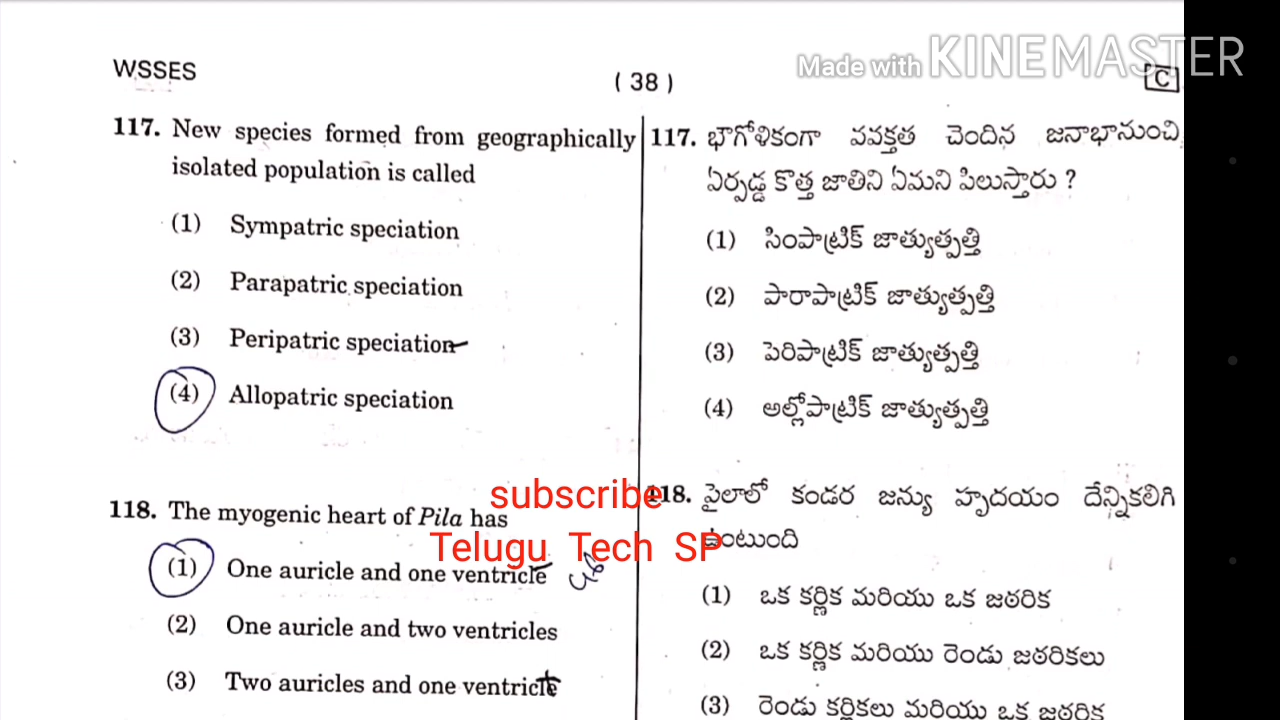 Made with KINEMASTER
WSSES
( 38 )
C
117. New species formed from geographically
isolated population is called
(1) Sympatric speciation
(2) Parapatric speciation
(3) Peripatric speciation
(4) Allopatric speciation
118. The myogenic heart of Pila has
(1) One auricle and one ventricle
(2) One auricle and two ventricles
(3) Two auricles and one ventricle
117. భౌగోళికంగా వవక్తత చెందిన జనాభానుంచి
ఏర్పడ్డ కొత్త జాతిని ఏమని పిలుస్తారు ?
(1) సింపాట్రిక్ జాత్యుత్పత్తి
(2) పారాపాట్రిక్ జాత్యుత్పత్తి
(3) పెరిపాట్రిక్ జాత్యుత్పత్తి
(4) అల్లోపాట్రిక్ జాత్యుత్పత్తి
118. పైలాలో కండర జన్యు హృదయం దేన్నికలిగి
ఉంటుంది
(1) ఒక కర్ణిక మరియు ఒక జఠరిక
(2) ఒక కర్ణిక మరియు రెండు జఠరికలు
(3) రెండు కర్ణికలు మరియు ఒక జఠరిక
subscribe
Telugu Tech SP